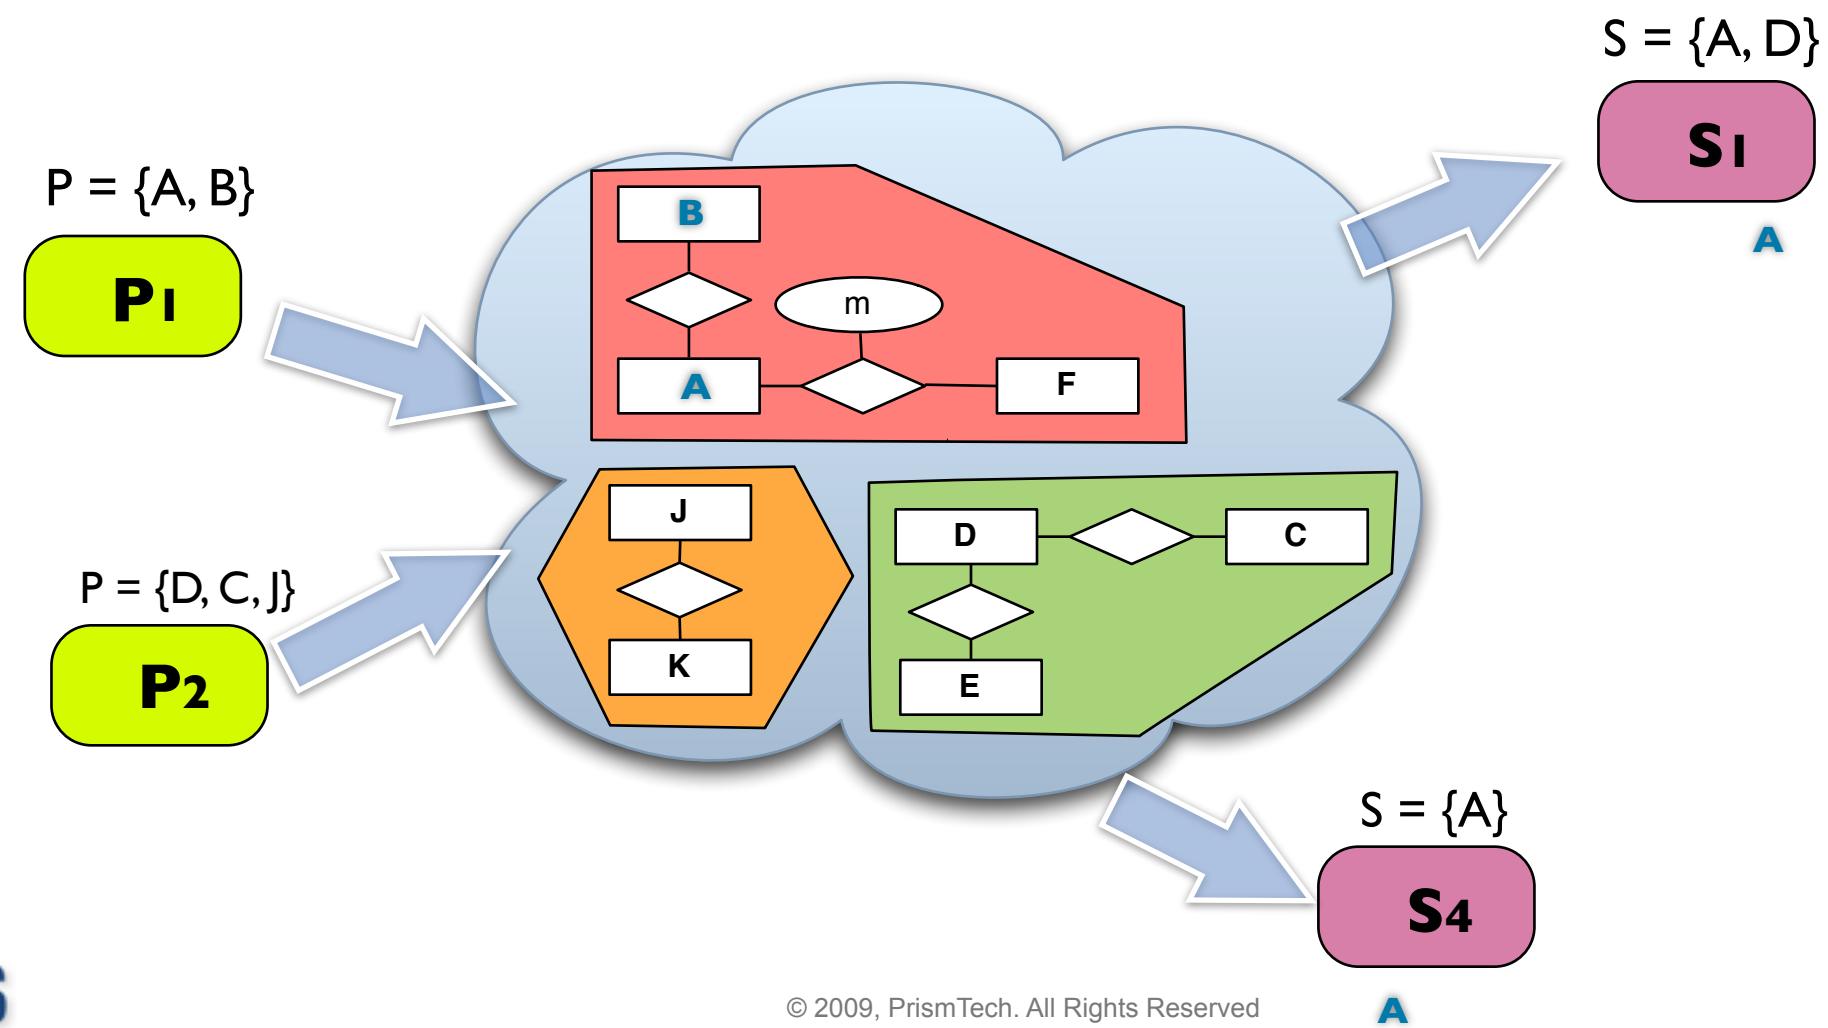 S = {A, D}
S1
A
P = {A, B}
P1
B
m
A
F
J
D
C
P = {D, C, J}
P2
K
E
S = {A}
S4
© 2009, PrismTech. All Rights Reserved
A